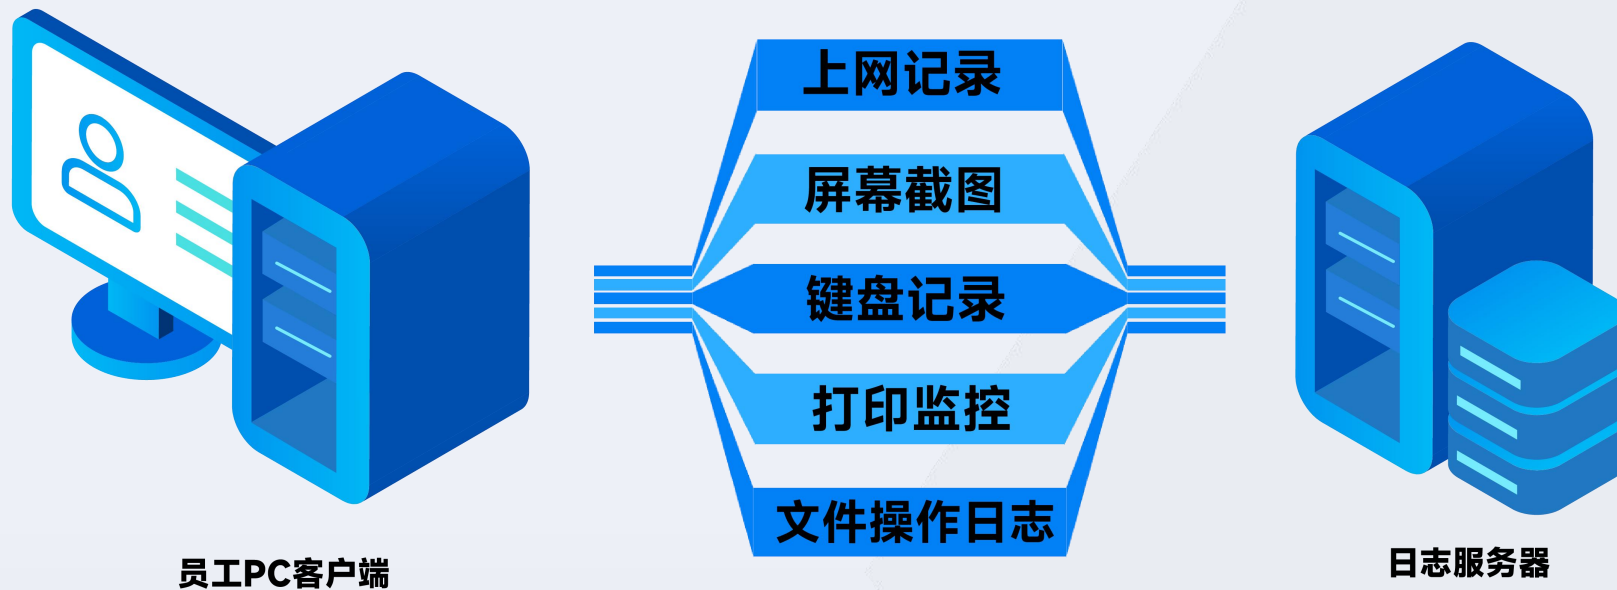 上网记录
屏幕截图
键盘记录
打印监控
文件操作日志
员工PC客户端
日志服务器